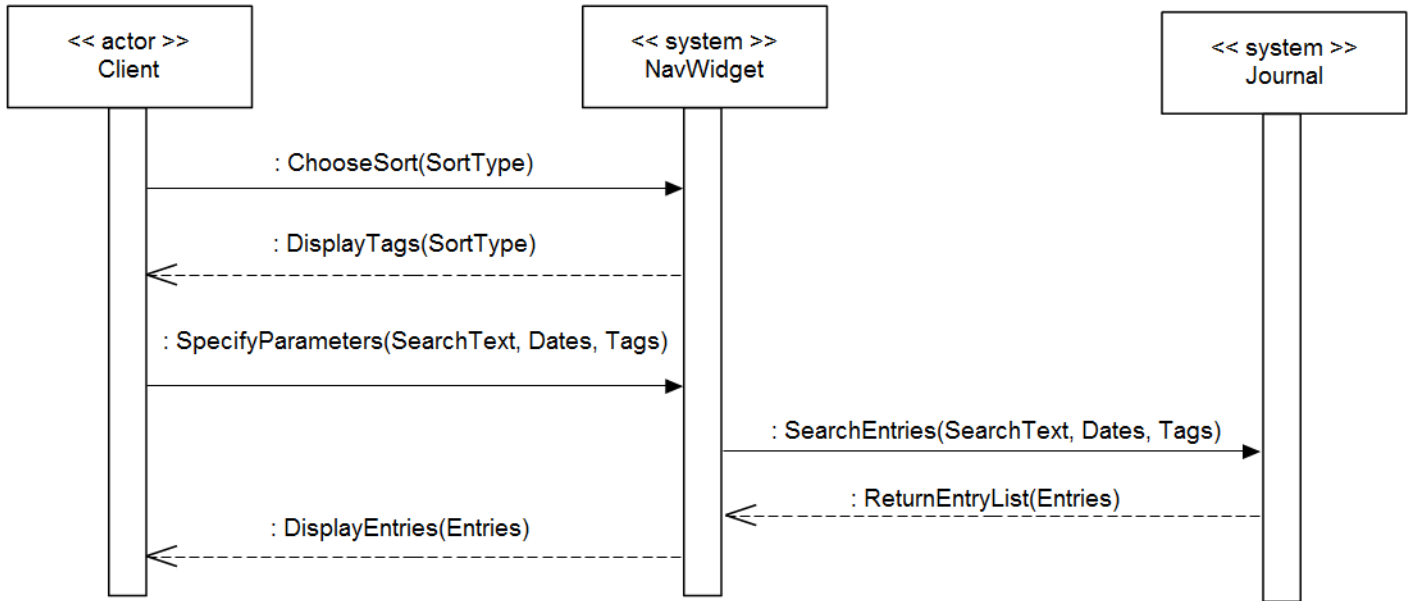 << actor >>
Client
<< system >>
NavWidget
<< system >>
Journal
: ChooseSort(SortType)
: DisplayTags(SortType)
: SpecifyParameters(SearchText, Dates, Tags)
: SearchEntries(SearchText, Dates, Tags)
: ReturnEntryList(Entries)
: DisplayEntries(Entries)